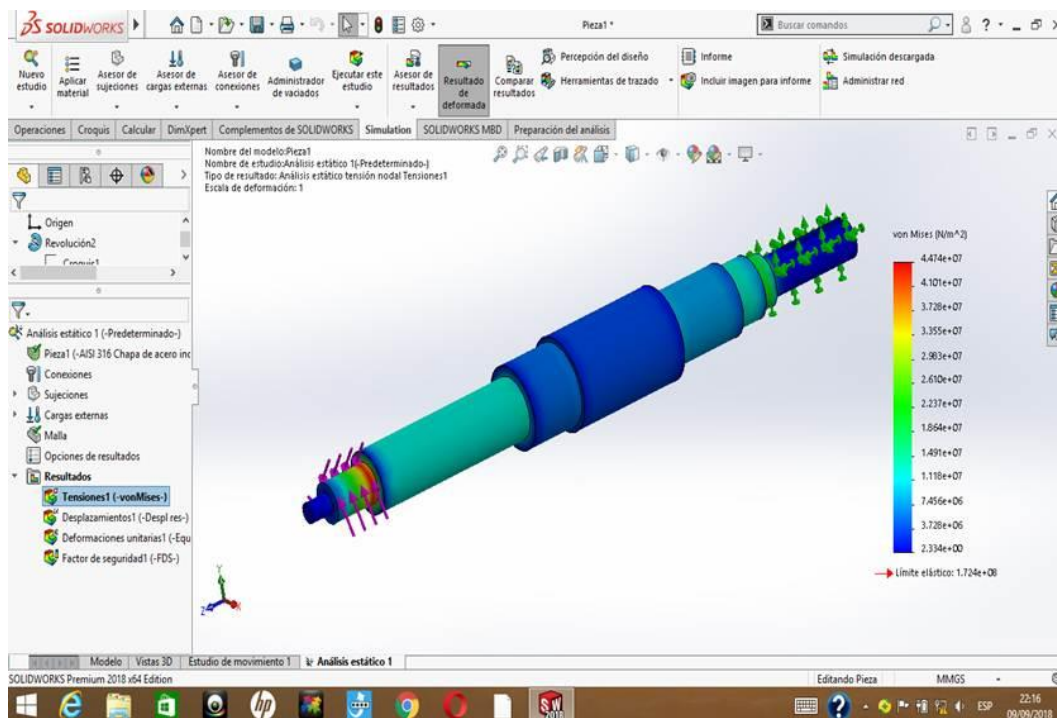 SOLIDWORKS
Pieza1 *
Buscar comandos
Nuevo estudio
Aplicar material
Asesor de sujeciones
Asesor de cargas externas
Asesor de conexiones
Administrador de vaciados
Ejecutar este estudio
Asesor de resultados
Resultado de deformada
Comparar resultados
Percepción del diseño
Herramientas de trazado
Informe
Incluir imagen para informe
Simulación descargada
Administrar red
Operaciones
Croquis
Calcular
DimXpert
Complementos de SOLIDWORKS
Simulation
SOLIDWORKS MBD
Preparación del análisis
Nombre del modelo:Pieza1
Nombre de estudio:Análisis estático 1(-Predeterminado-)
Tipo de resultado: Análisis estático tensión nodal Tensiones1
Escala de deformación: 1
Origen
Revolución2
Croquis1
Análisis estático 1 (-Predeterminado-)
Pieza1 (-AISI 316 Chapa de acero ino
Conexiones
Sujeciones
Cargas externas
Malla
Opciones de resultados
Resultados
Tensiones1 (-vonMises-)
Desplazamientos1 (-Despl res-)
Deformaciones unitarias1 (-Equ
Factor de seguridad1 (-FDS-)
von Mises (N/m^2)
4.474e+07
4.101e+07
3.728e+07
3.355e+07
2.983e+07
2.610e+07
2.237e+07
1.864e+07
1.491e+07
1.118e+07
7.456e+06
3.728e+06
2.334e+00
Límite elástico: 1.724e+08
Y
Z
X
Modelo
Vistas 3D
Estudio de movimiento 1
Análisis estático 1
SOLIDWORKS Premium 2018 x64 Edition
Editando Pieza
MMGS
hp
SW
2018
ESP
22:16
09/09/2018